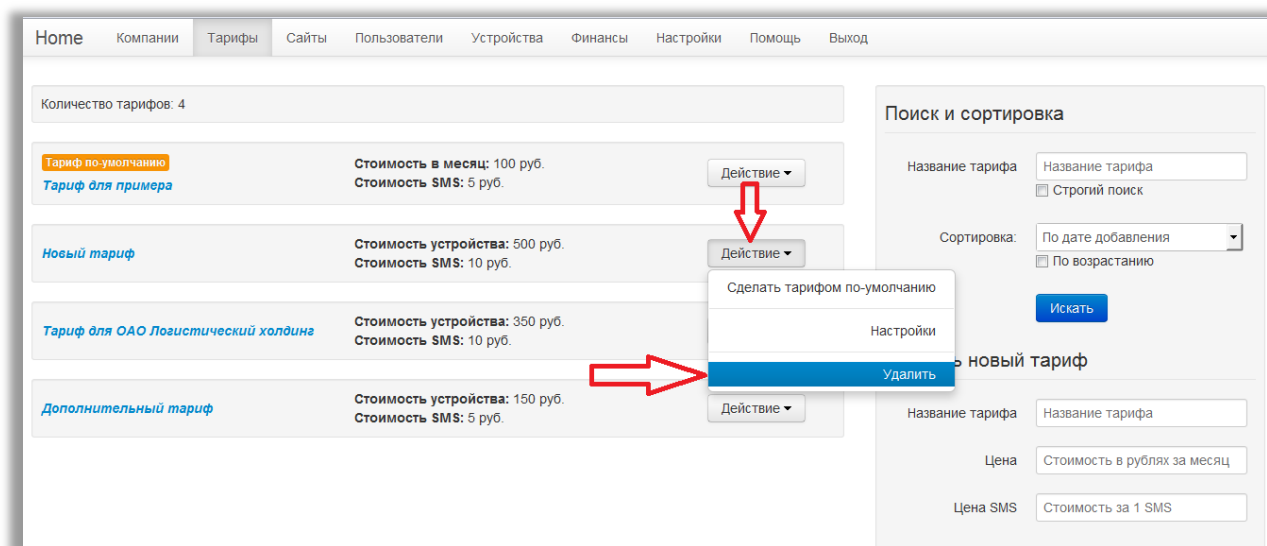 Home Компании Тарифы Сайты Пользователи Устройства Финансы Настройки Помощь Выход
Количество тарифов: 4
Тариф по-умолчанию
Тариф для примера
Стоимость в месяц: 100 руб.
Стоимость SMS: 5 руб.
Действие
Новый тариф
Стоимость устройства: 500 руб.
Стоимость SMS: 10 руб.
Действие
Сделать тарифом по-умолчанию
Настройки
Удалить
Тариф для ОАО Логистический холдинг
Стоимость устройства: 350 руб.
Стоимость SMS: 10 руб.
Дополнительный тариф
Стоимость устройства: 150 руб.
Стоимость SMS: 5 руб.
Действие
Поиск и сортировка
Название тарифа Название тарифа
Строгий поиск
Сортировка: По дате добавления
По возрастанию
Искать
новый тариф
Название тарифа Название тарифа
Цена Стоимость в рублях за месяц
Цена SMS Стоимость за 1 SMS